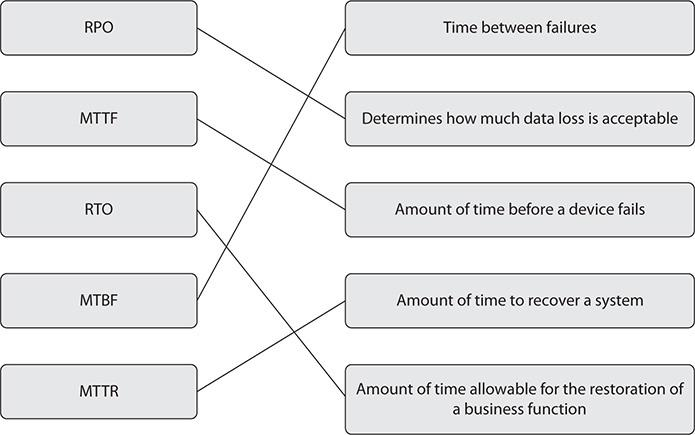 RPO
Time between failures
MTTF
Determines how much data loss is acceptable
RTO
Amount of time before a device fails
MTBF
Amount of time to recover a system
MTTR
Amount of time allowable for the restoration of
a business function